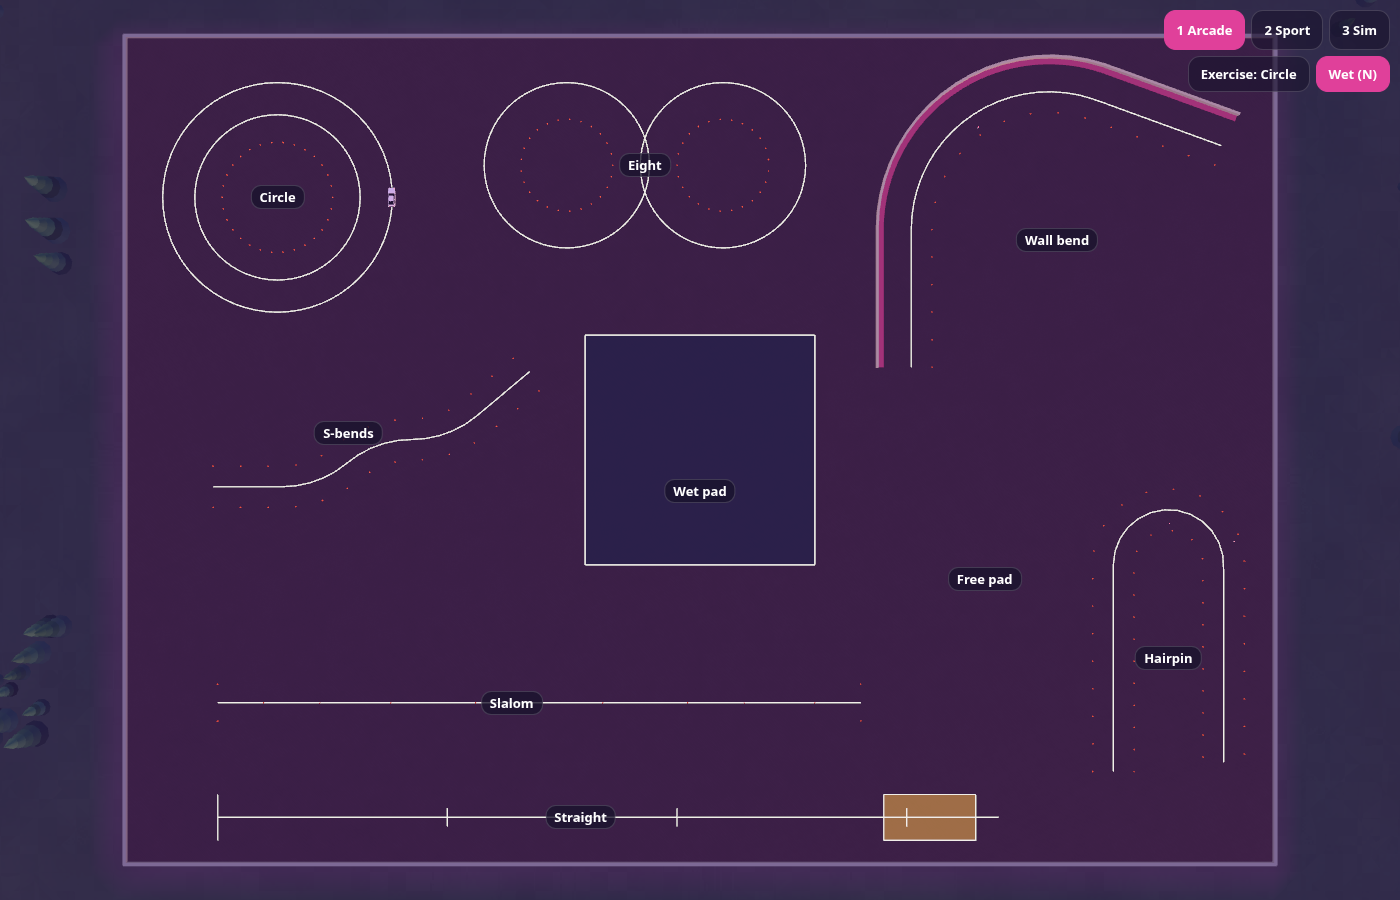 1 Arcade
2 Sport
3 Sim
Exercise: Circle
Wet (N)
Circle
Eight
Wall bend
S-bends
Wet pad
Free pad
Hairpin
Slalom
Straight